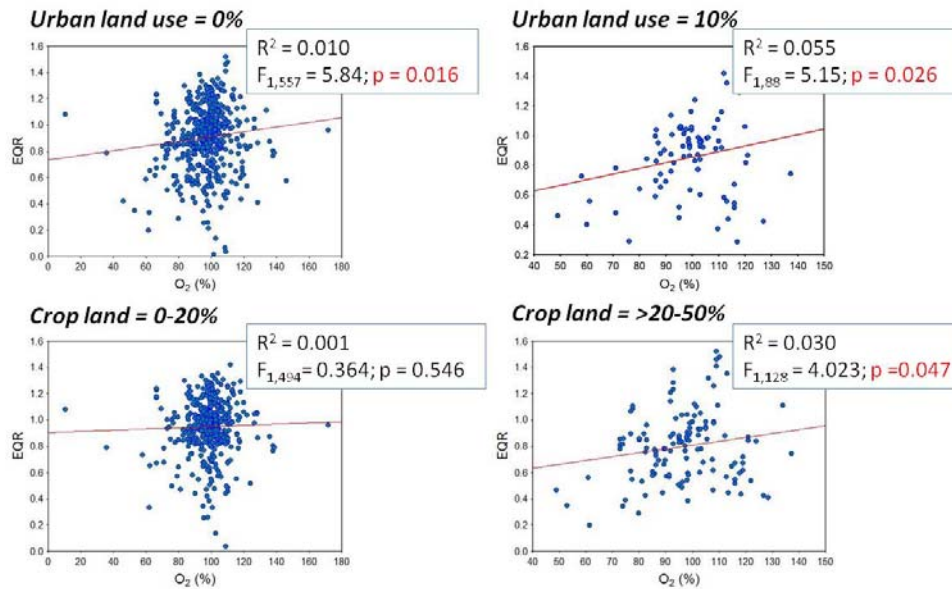 Urban land use = 0%
R² = 0.010
F₁,₅₅₇ = 5.84; p = 0.016
1.6
1.4
1.2
1.0
0.8
0.6
0.4
0.2
0.0
EQR
0 20 40 60 80 100 120 140 160 180
O₂ (%)
Urban land use = 10%
R² = 0.055
F₁,₈₈ = 5.15; p = 0.026
1.6
1.4
1.2
1.0
0.8
0.6
0.4
0.2
EQR
40 50 60 70 80 90 100 110 120 130 140 150
O₂ (%)
Crop land = 0-20%
R² = 0.001
F₁,₄₉₄= 0.364; p = 0.546
1.6
1.4
1.2
1.0
0.8
0.6
0.4
0.2
0.0
EQR
0 20 40 60 80 100 120 140 160 180
O₂ (%)
Crop land = >20-50%
R² = 0.030
F₁,₁₂₈ = 4.023; p =0.047
1.6
1.4
1.2
1.0
0.8
0.6
0.4
0.2
0.0
EQR
40 50 60 70 80 90 100 110 120 130 140 150
O₂ (%)